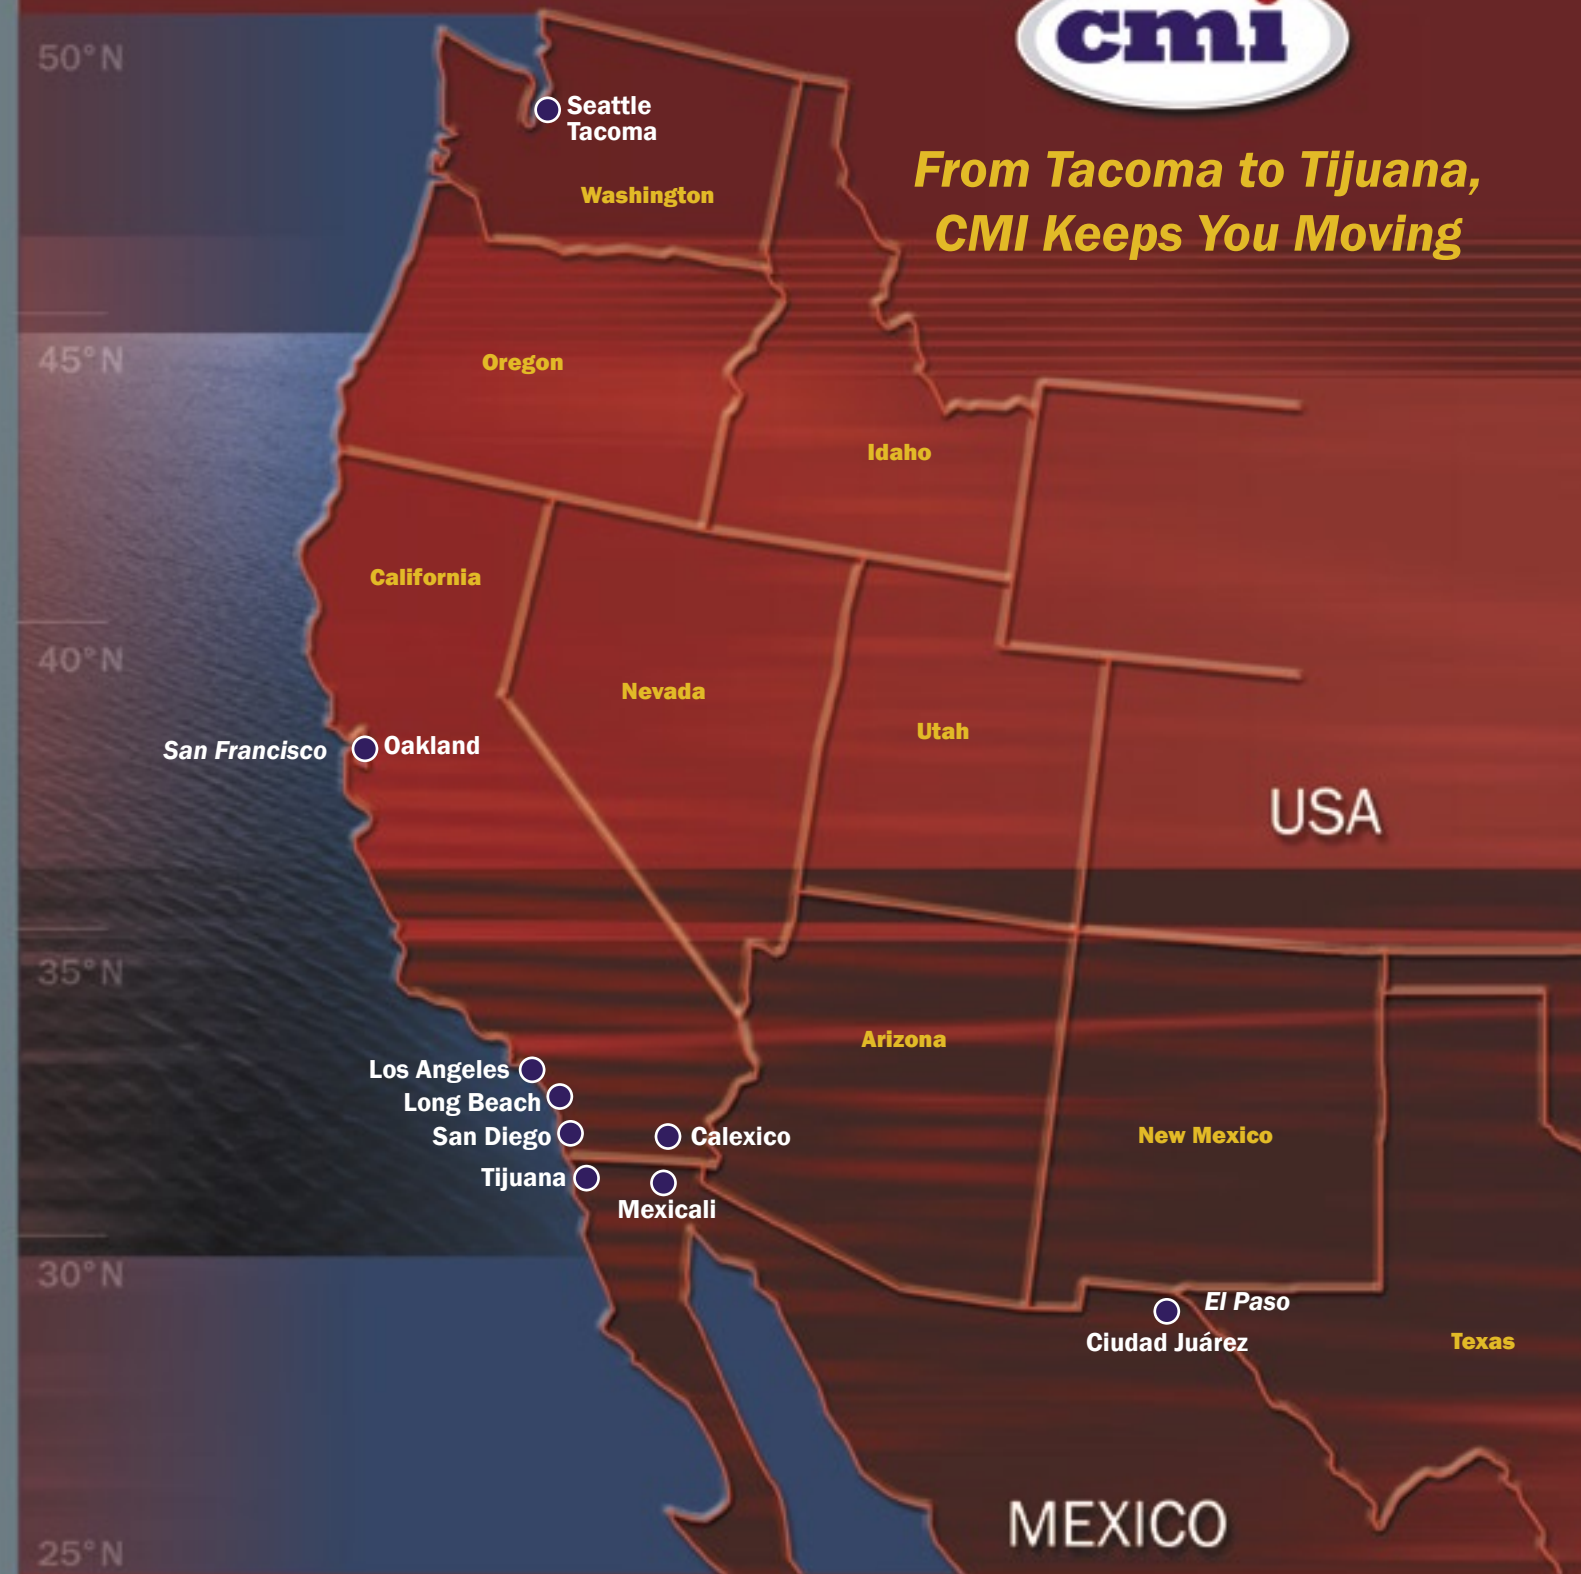 cmi
50°N
Seattle
Tacoma
From Tacoma to Tijuana,
CMI Keeps You Moving
Washington
45°N
Oregon
Idaho
California
40°N
Nevada
Utah
San Francisco
Oakland
USA
35°N
Arizona
Los Angeles
Long Beach
San Diego
Calexico
New Mexico
Tijuana
Mexicali
30°N
El Paso
Ciudad Juárez
Texas
MEXICO
25°N